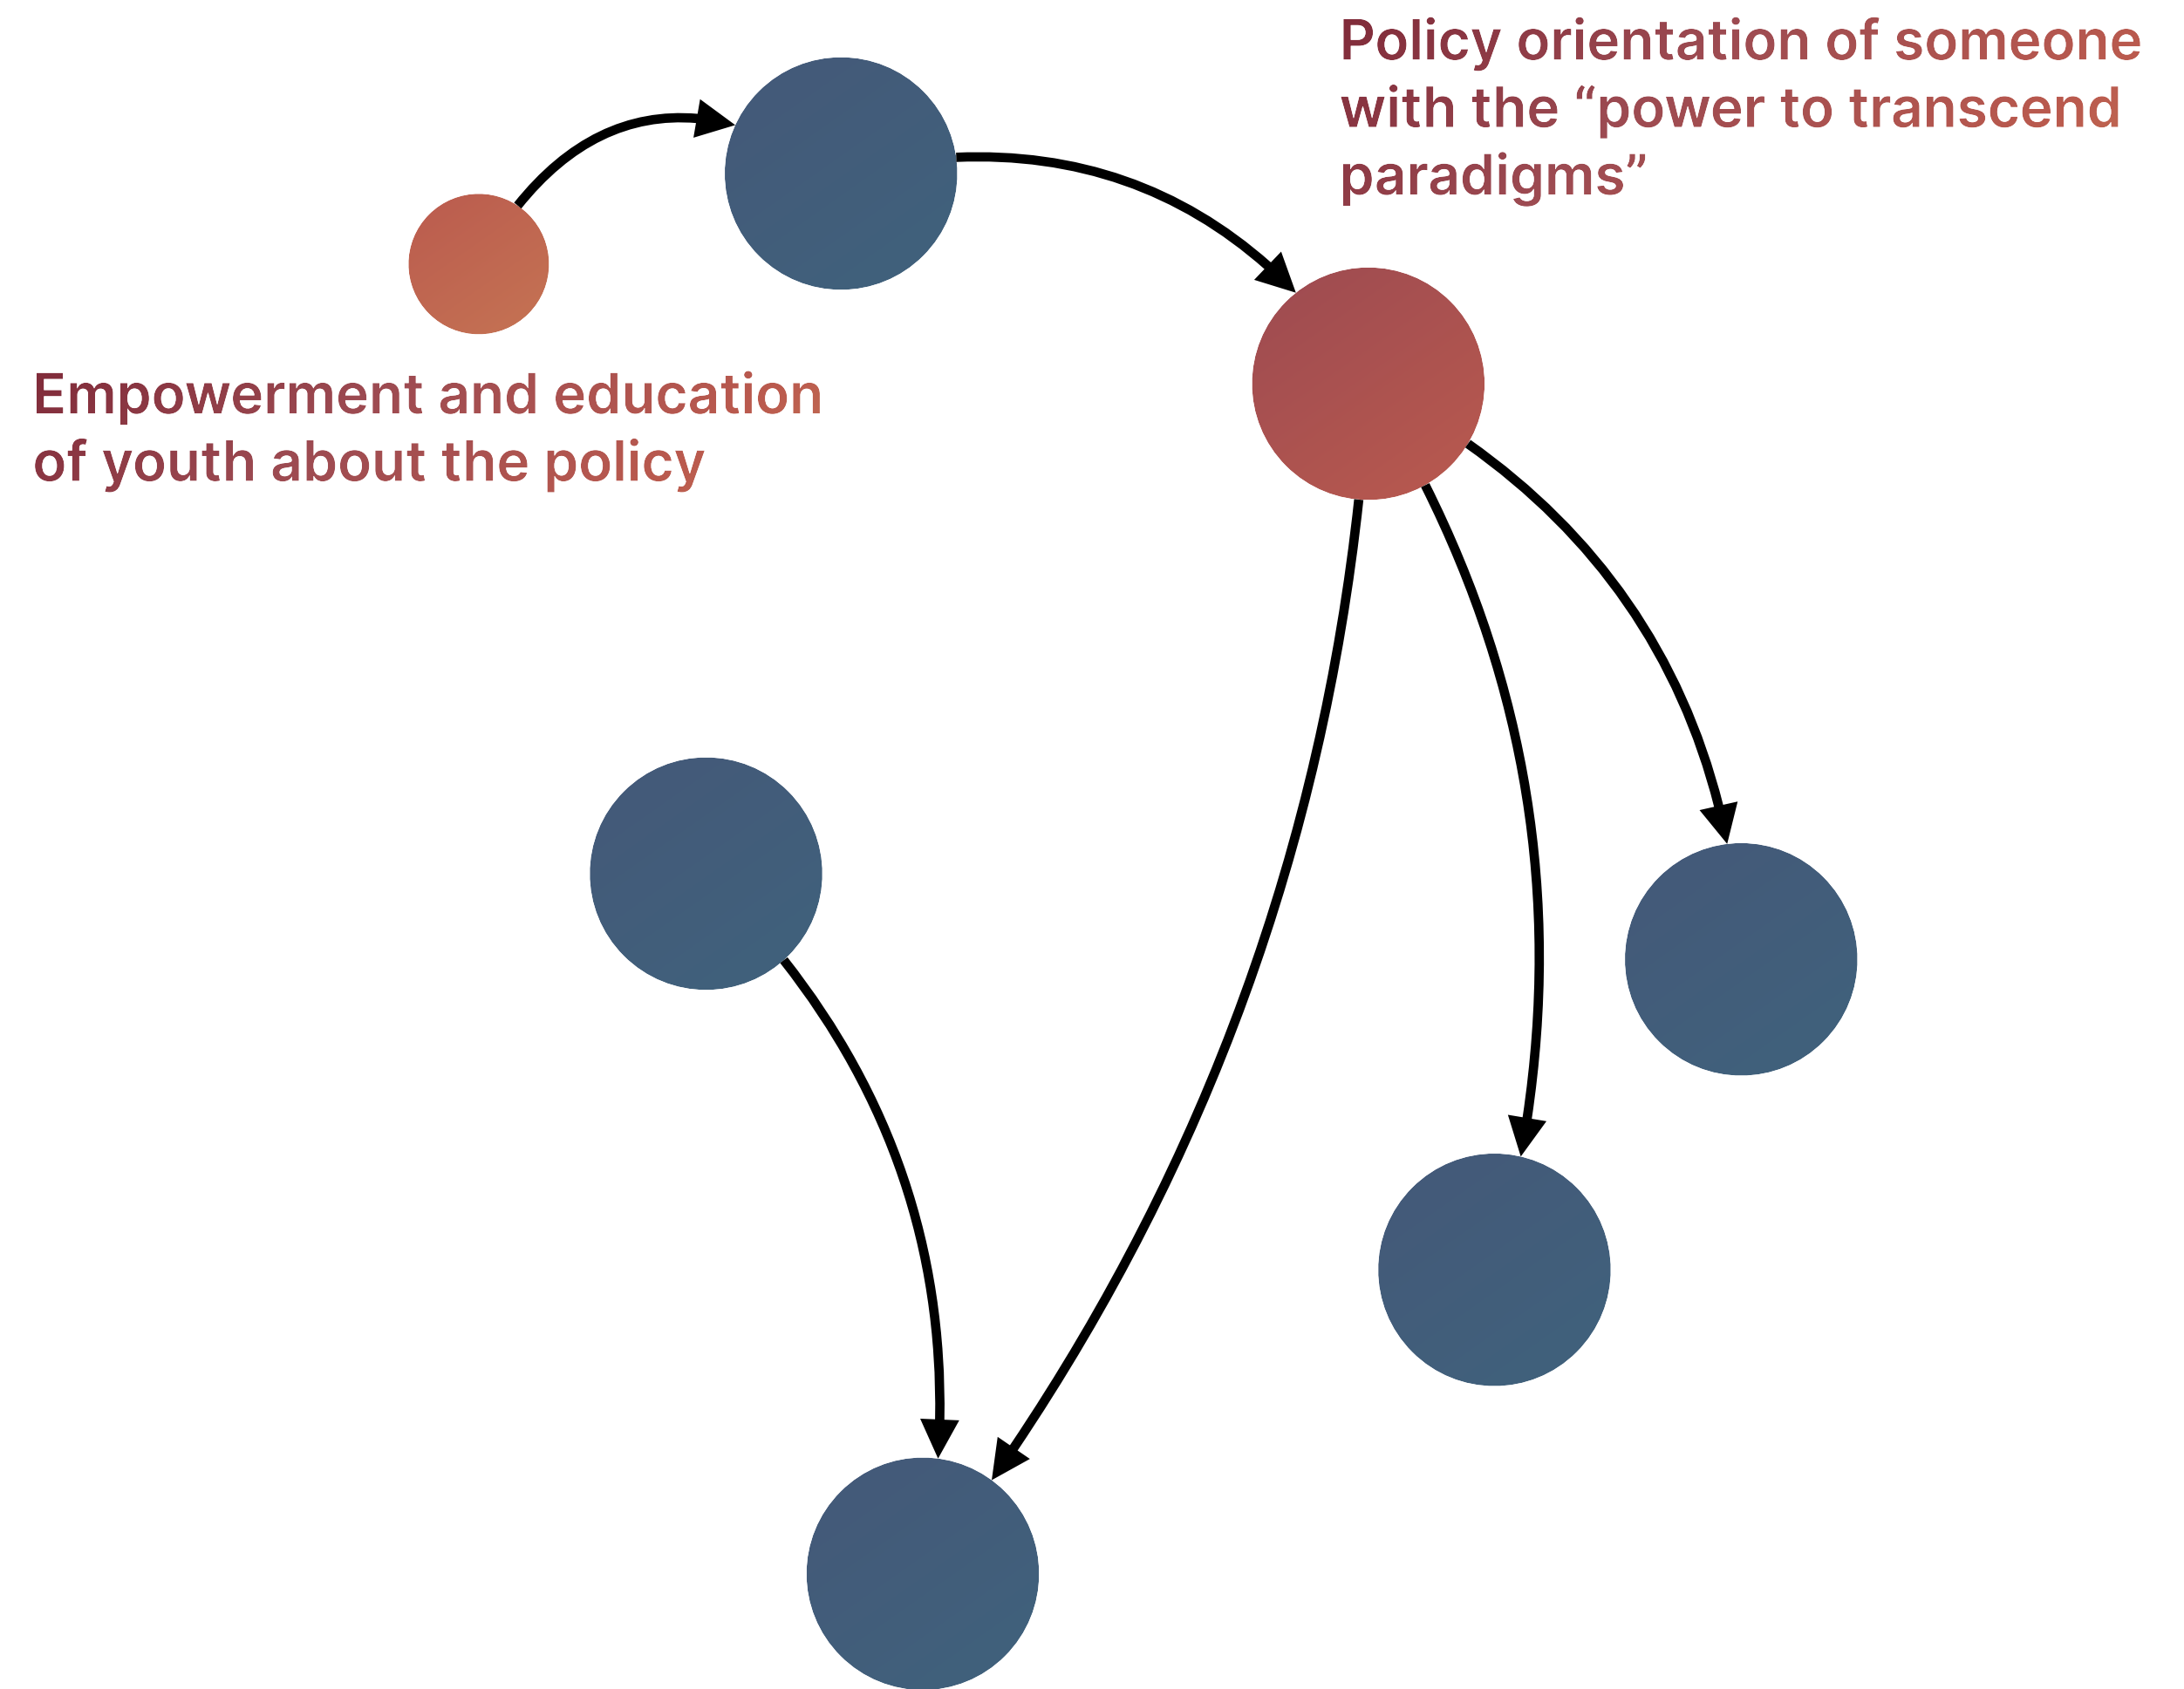 Policy orientation of someone
with the “power to transcend
paradigms”
Empowerment and education
of youth about the policy